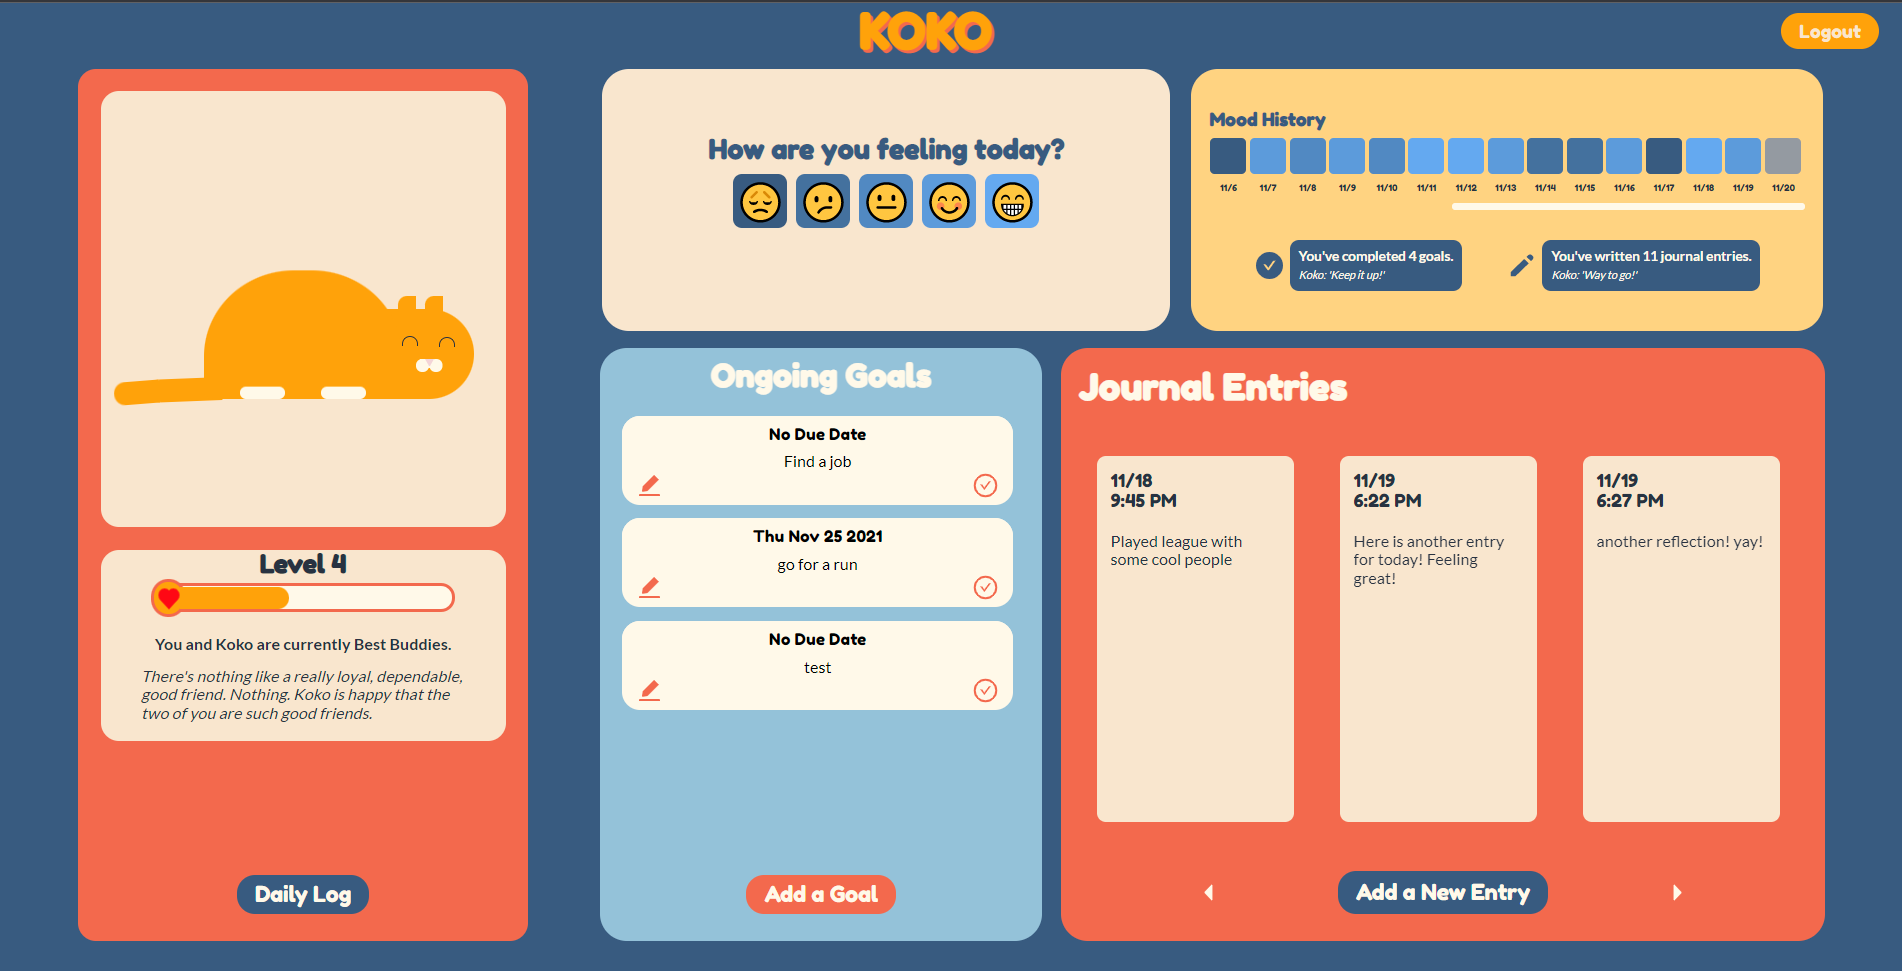 KOKO
Logout
Level 4
You and Koko are currently Best Buddies.
There's nothing like a really loyal, dependable,
good friend. Nothing. Koko is happy that the
two of you are such good friends.
Daily Log
How are you feeling today?
Mood History
11/6 11/7 11/8 11/9 11/10 11/11 11/12 11/13 11/14 11/15 11/16 11/17 11/18 11/19 11/20
You've completed 4 goals.
Koko: 'Keep it up!'
You've written 11 journal entries.
Koko: 'Way to go!'
Ongoing Goals
No Due Date
Find a job
Thu Nov 25 2021
go for a run
No Due Date
test
Add a Goal
Journal Entries
11/18
9:45 PM
Played league with
some cool people
11/19
6:22 PM
Here is another entry
for today! Feeling
great!
11/19
6:27 PM
another reflection! yay!
Add a New Entry